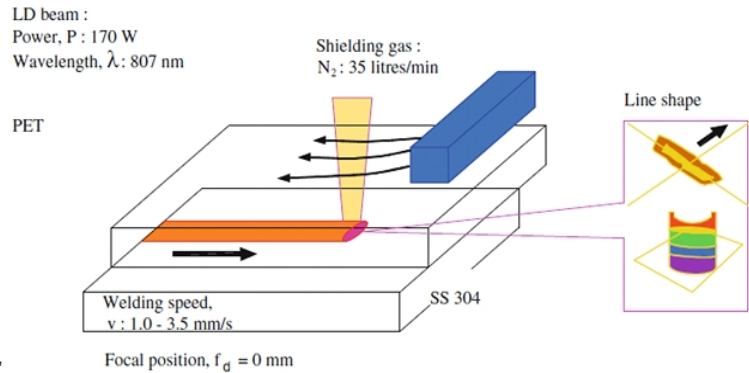 LD beam :
Power, P : 170 W
Wavelength, λ: 807 nm
Shielding gas :
N₂: 35 litres/min
Line shape
PET
Welding speed,
v : 1.0 - 3.5 mm/s
SS 304
Focal position, f_d = 0 mm